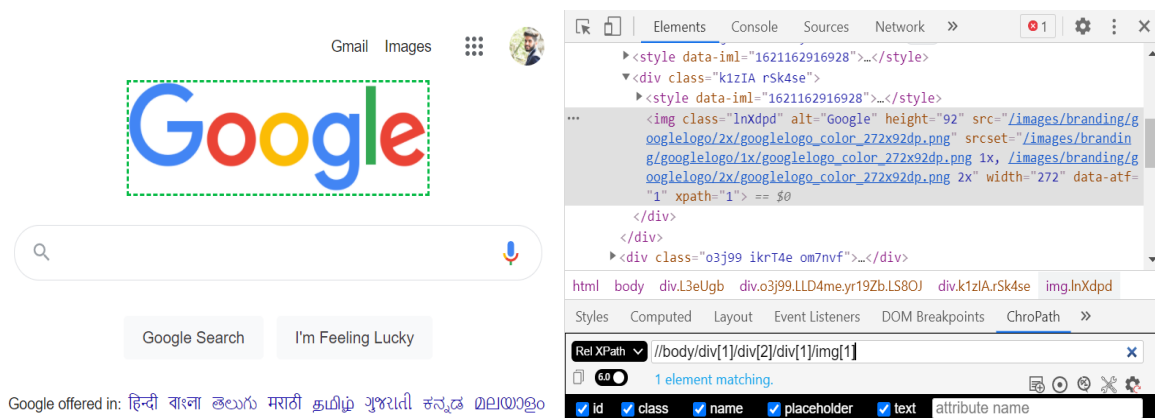 Gmail Images
Google
Google Search
I'm Feeling Lucky
Google offered in: हिन्दी বাংলা తెలుగు मराठी தமிழ் ગુજરાતી ಕನ್ನಡ മലയാളം
Elements Console Sources Network » 1
<style data-iml="1621162916928">…</style>
<div class="k1zIA rSk4se">
<style data-iml="1621162916928">…</style>
<img class="lnXdpd" alt="Google" height="92" src="/images/branding/g
ooglelogo/2x/googlelogo_color_272x92dp.png" srcset="/images/brandin
g/googlelogo/1x/googlelogo_color_272x92dp.png 1x, /images/branding/g
ooglelogo/2x/googlelogo_color_272x92dp.png 2x" width="272" data-atf=
"1" xpath="1"> == $0
</div>
</div>
<div class="o3j99 ikrT4e om7nvf">…</div>
html body div.L3eUgb div.o3j99.LLD4me.yr19Zb.LS8OJ div.k1zIA.rSk4se img.lnXdpd
Styles Computed Layout Event Listeners DOM Breakpoints ChroPath »
Rel XPath //body/div[1]/div[2]/div[1]/img[1]
6.0 1 element matching.
id class name placeholder text attribute name